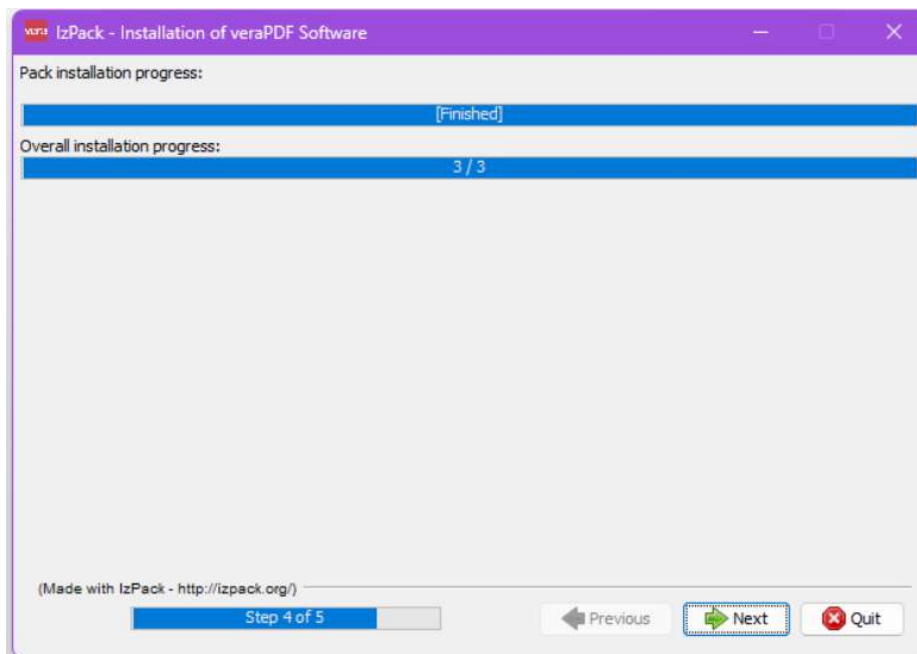 vera IzPack - Installation of veraPDF Software
Pack installation progress:
[Finished]
Overall installation progress:
3 / 3
(Made with IzPack - http://izpack.org/)
Step 4 of 5 Previous Next Quit